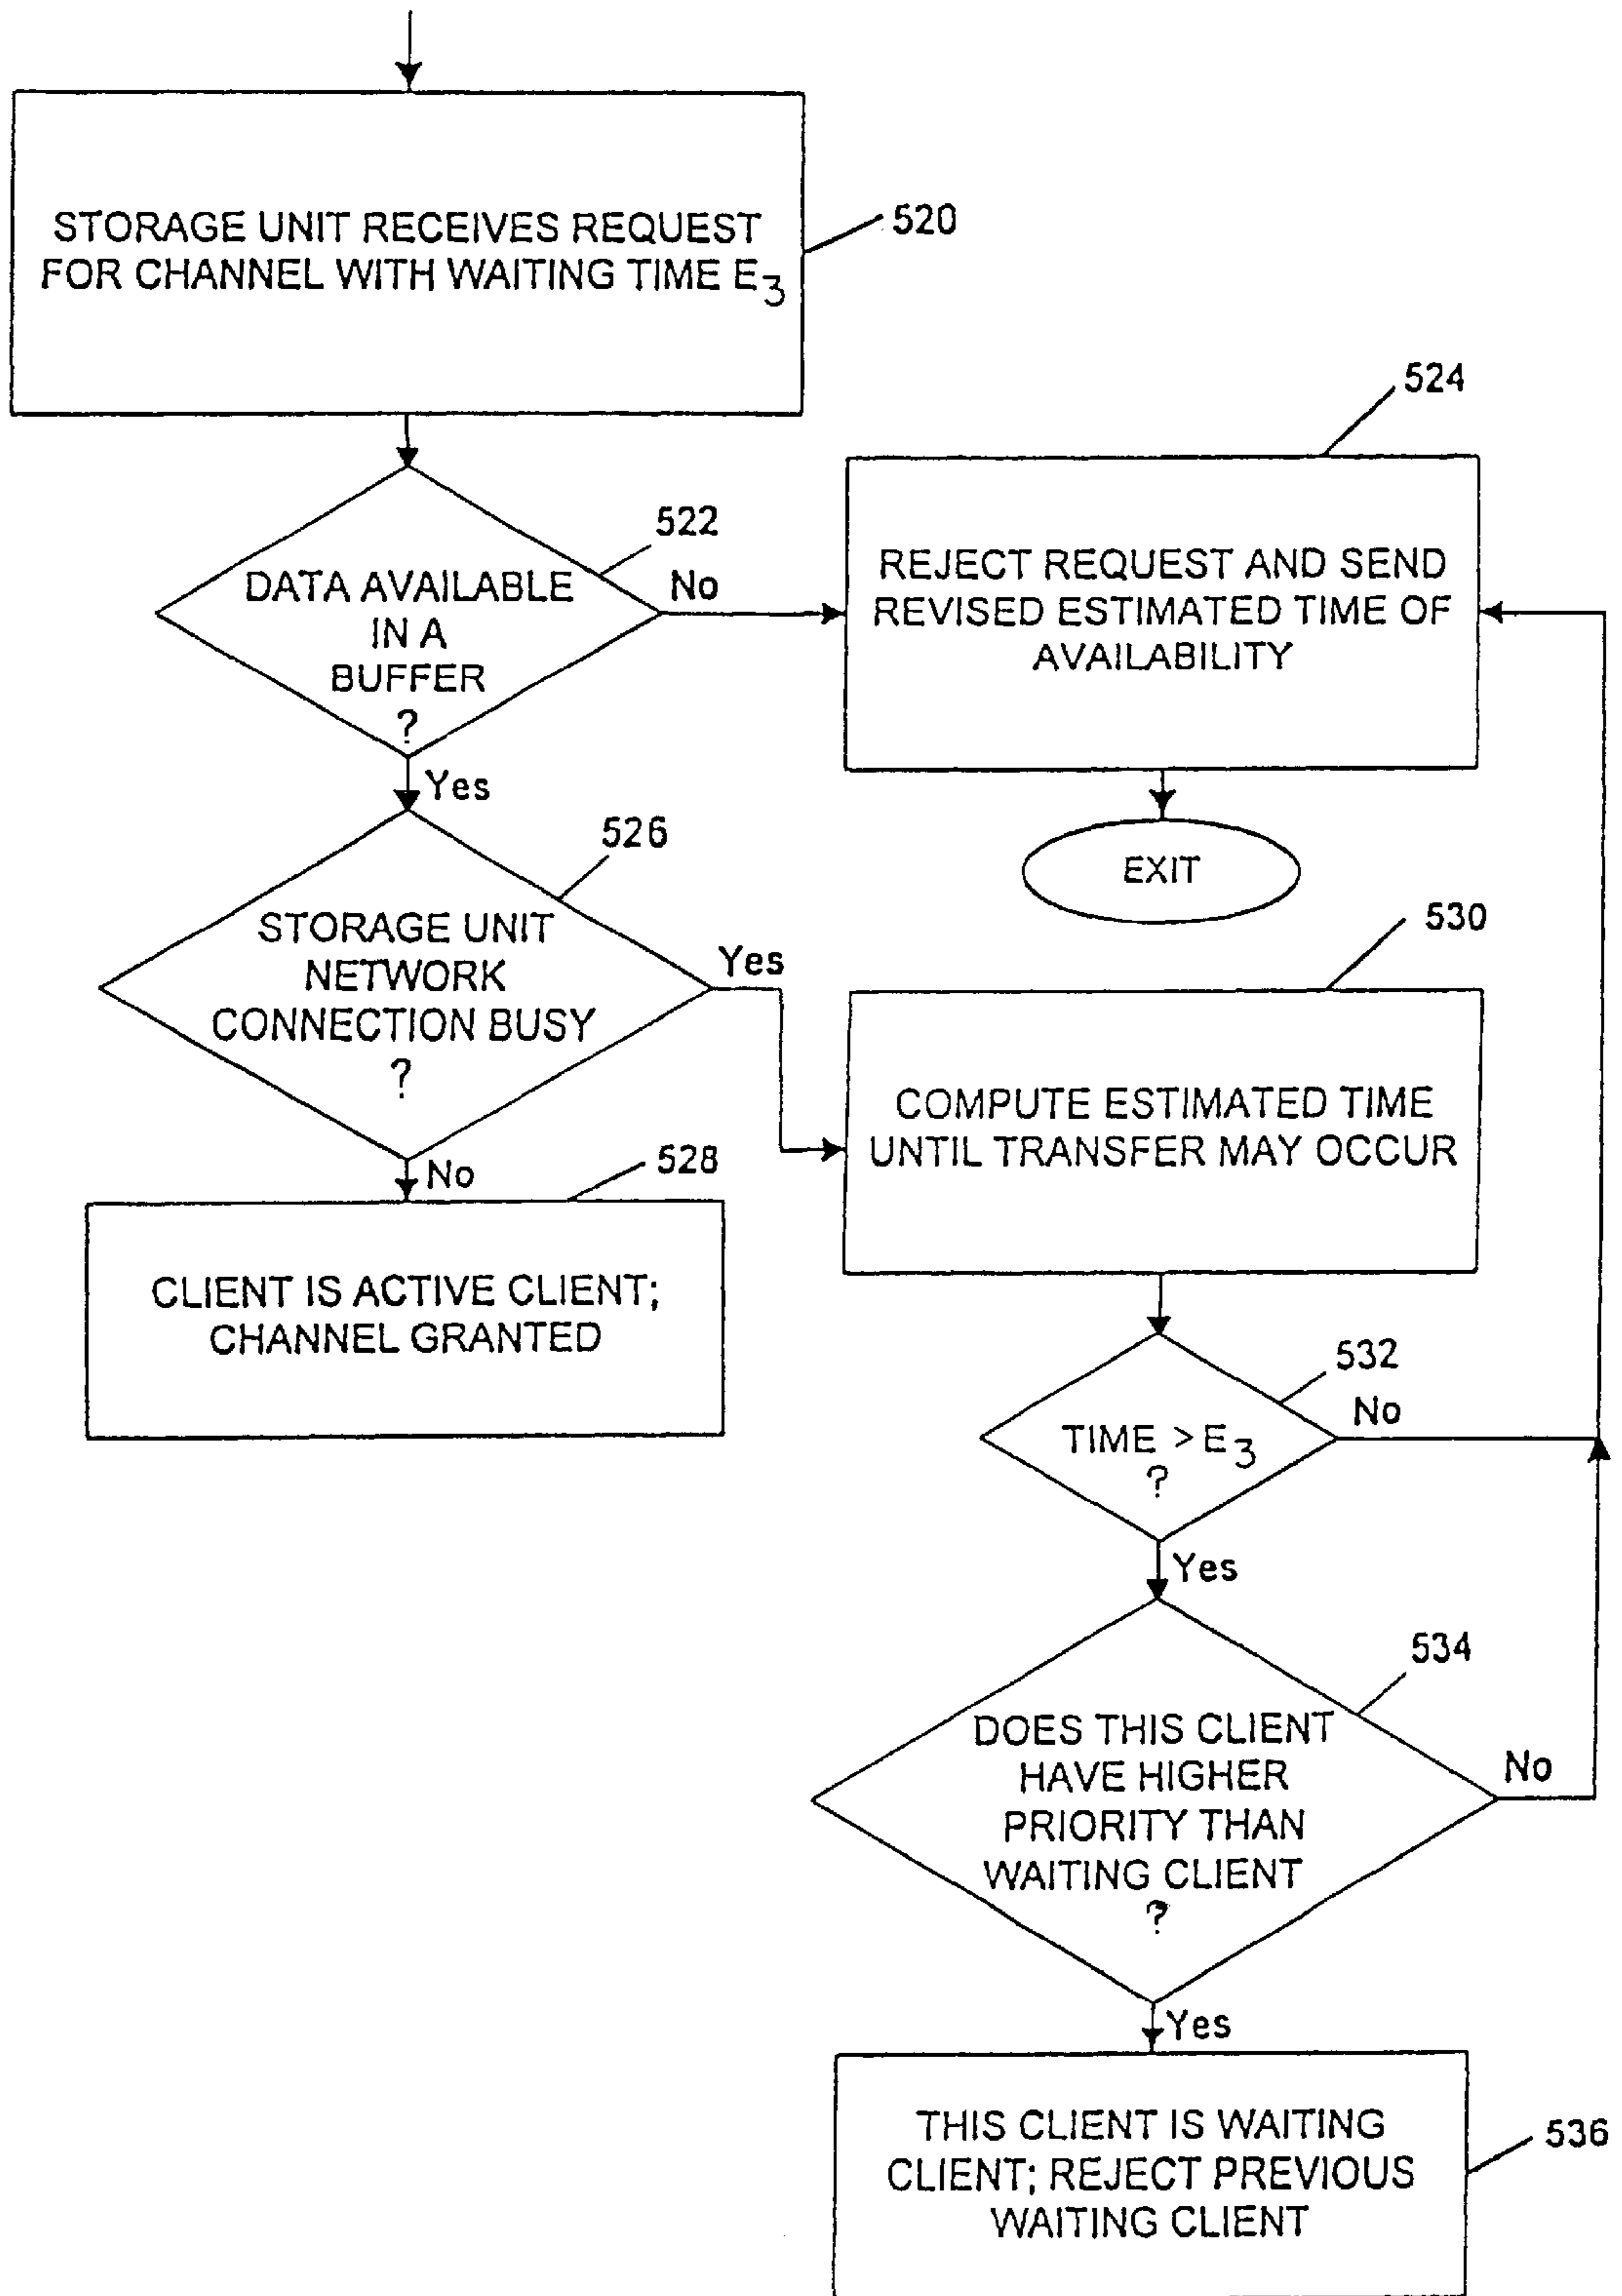 STORAGE UNIT RECEIVES REQUEST
FOR CHANNEL WITH WAITING TIME E3
520
DATA AVAILABLE
IN A
BUFFER
?
522
No
Yes
524
REJECT REQUEST AND SEND
REVISED ESTIMATED TIME OF
AVAILABILITY
EXIT
526
STORAGE UNIT
NETWORK
CONNECTION BUSY
?
Yes
No
528
CLIENT IS ACTIVE CLIENT;
CHANNEL GRANTED
530
COMPUTE ESTIMATED TIME
UNTIL TRANSFER MAY OCCUR
532
TIME > E3
?
No
Yes
534
DOES THIS CLIENT
HAVE HIGHER
PRIORITY THAN
WAITING CLIENT
?
No
Yes
THIS CLIENT IS WAITING
CLIENT; REJECT PREVIOUS
WAITING CLIENT
536